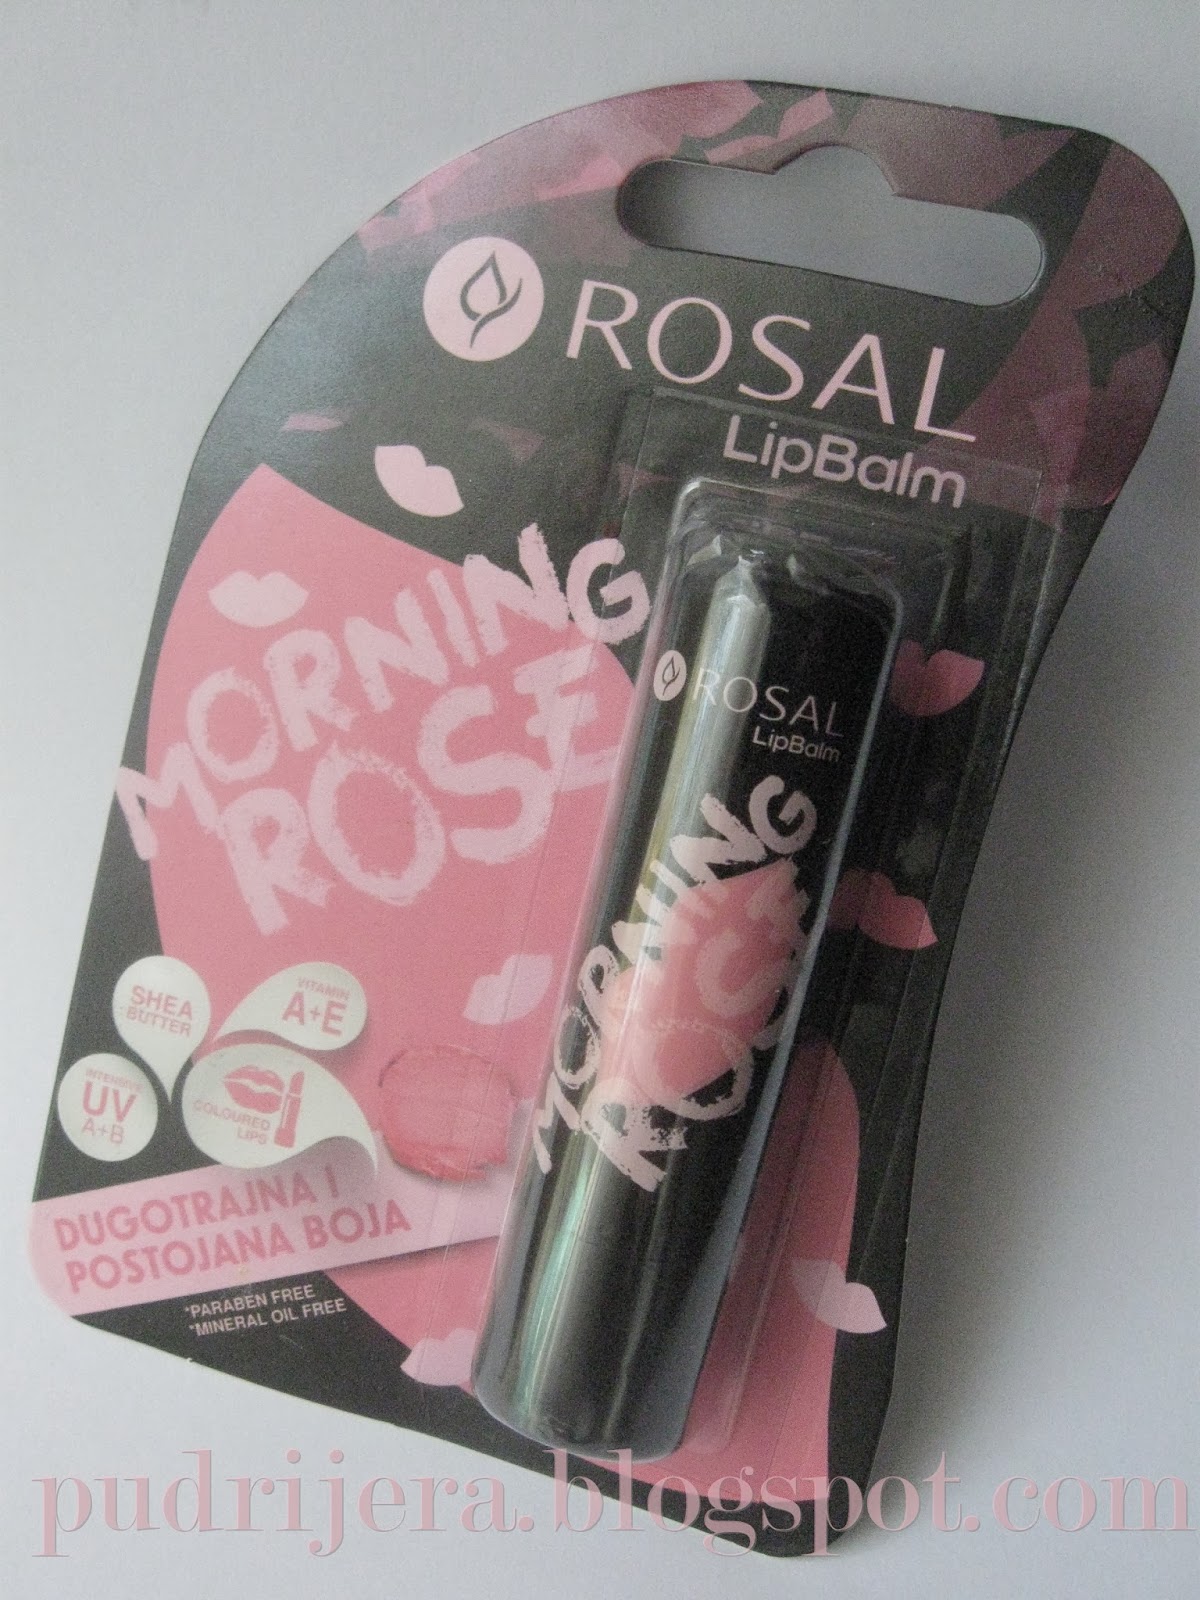 ROSAL
LipBalm
MORNING
ROSE
ROSAL
LipBalm
MORNING
ROSE
SHEA
BUTTER
VITAMIN
A+E
INTENSIVE
UV
A+B
COLOURED
LIPS
DUGOTRAJNA I
POSTOJANA BOJA
*PARABEN FREE
*MINERAL OIL FREE
pudrijera.blogspot.com